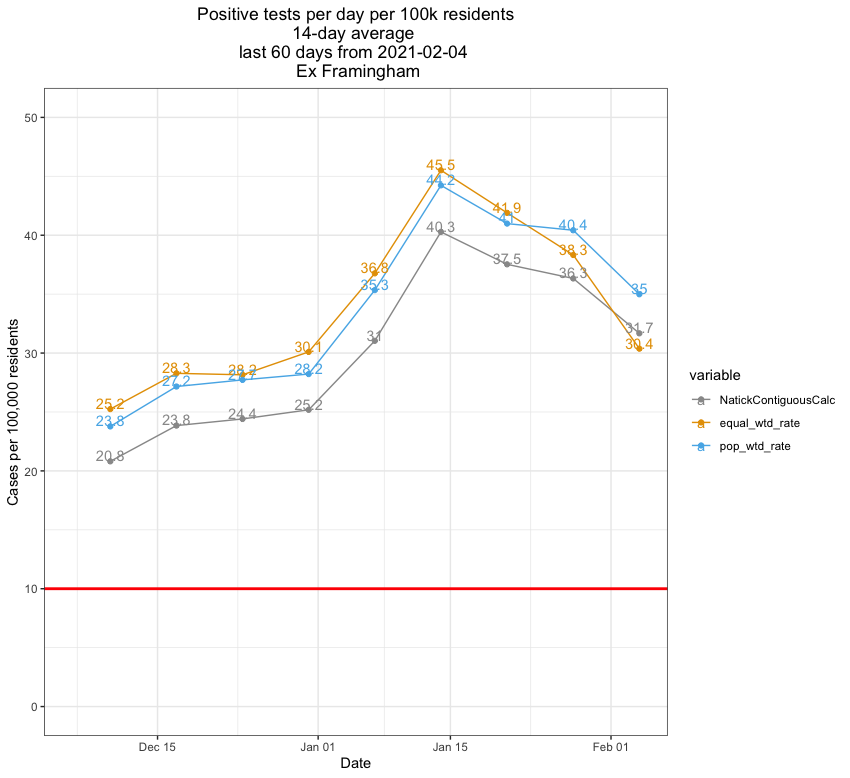 Positive tests per day per 100k residents
14-day average
last 60 days from 2021-02-04
Ex Framingham
Cases per 100,000 residents
50
40
30
20
10
0
25.2
28.3
28.2
30.1
36.8
45.5
41.9
38.3
30.4
23.8
27.2
28.2
35.3
44.2
41
40.4
35
20.8
23.8
24.4
25.2
31
40.3
37.5
36.3
31.7
Dec 15
Jan 01
Jan 15
Feb 01
Date
variable
a NatickContiguousCalc
a equal_wtd_rate
a pop_wtd_rate